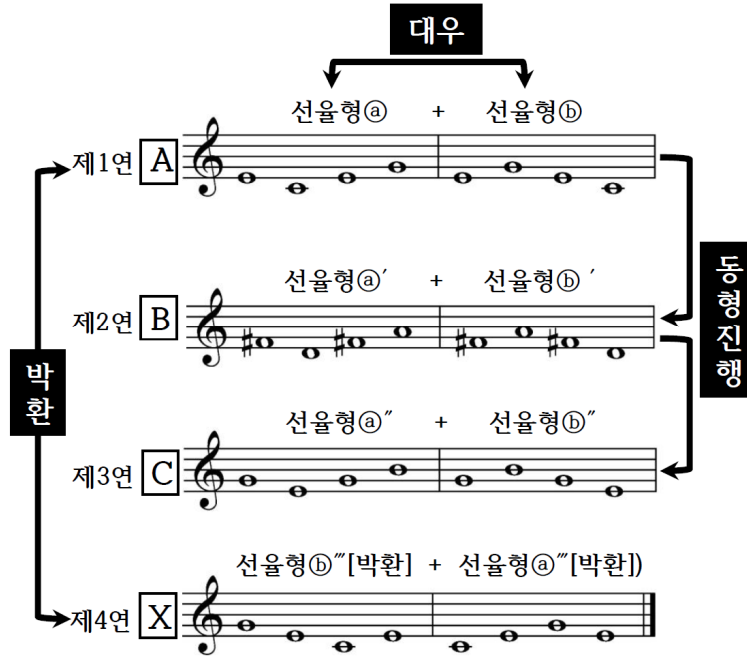 대우
선율형ⓐ + 선율형ⓑ
제1연 A
선율형ⓐ′ + 선율형ⓑ ′
제2연 B
동형진행
박환
선율형ⓐ″ + 선율형ⓑ″
제3연 C
선율형ⓑ‴[박환] + 선율형ⓐ‴[박환])
제4연 X